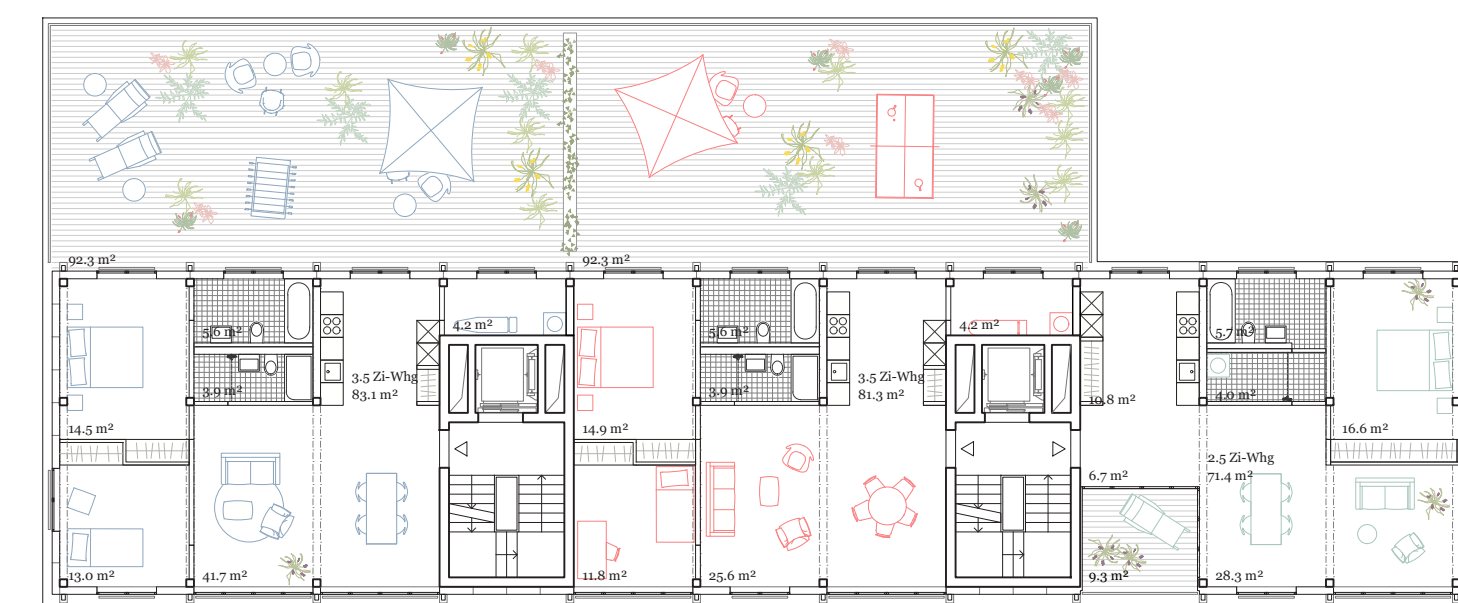 92.3 m²
92.3 m²
5.6 m²
4.2 m²
5.6 m²
4.2 m²
5.7 m²
3.5 Zi-Whg
83.1 m²
3.9 m²
3.5 Zi-Whg
81.3 m²
3.9 m²
10.8 m²
4.0 m²
14.5 m²
14.9 m²
16.6 m²
2.5 Zi-Whg
71.4 m²
6.7 m²
13.0 m²
41.7 m²
11.8 m²
25.6 m²
9.3 m²
28.3 m²